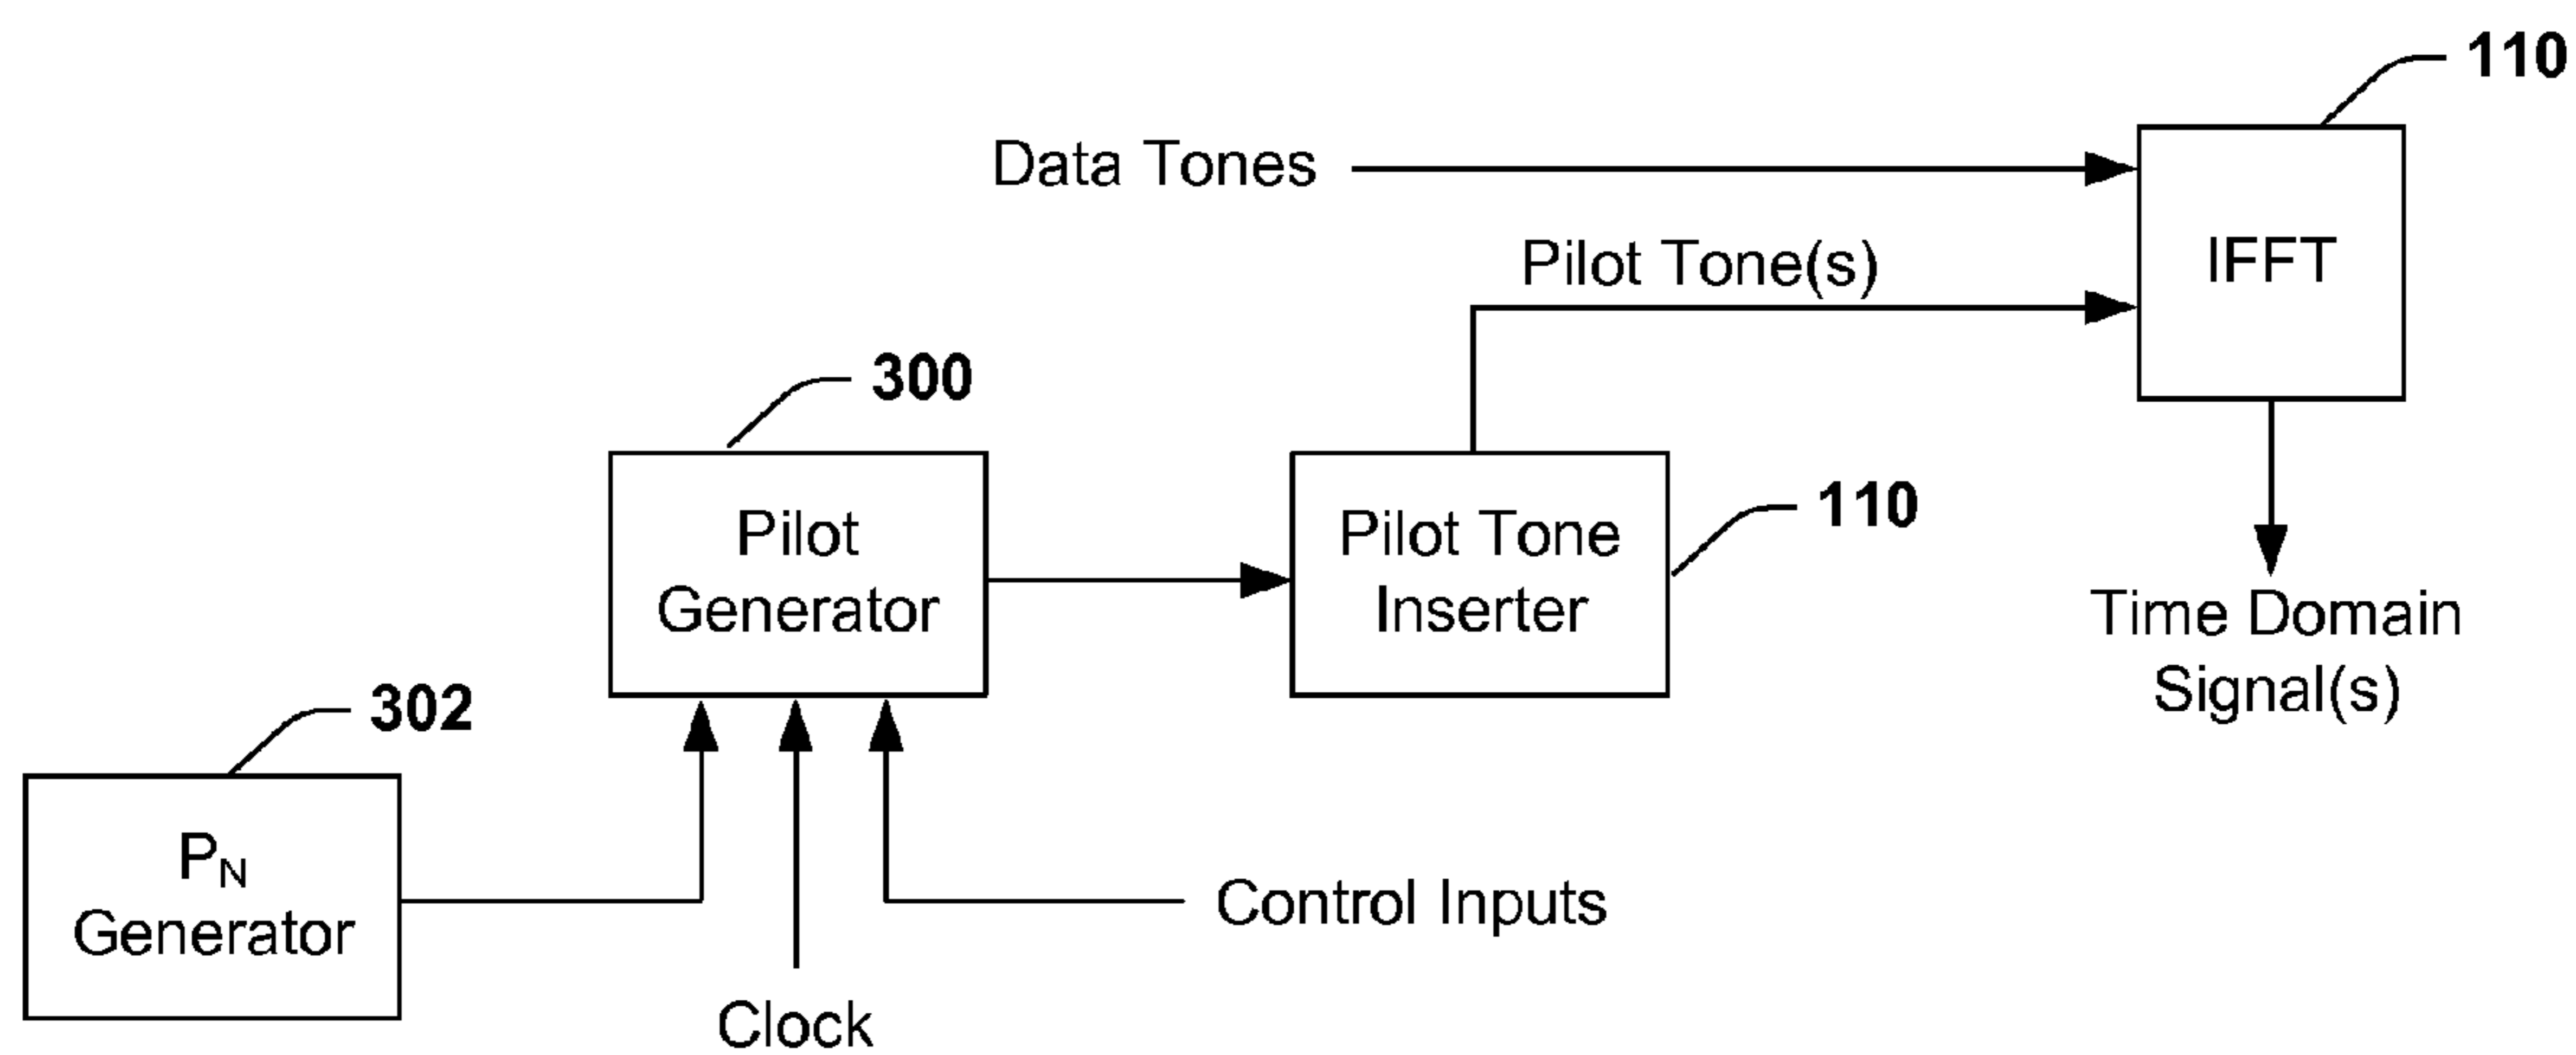 110
Data Tones
IFFT
Pilot Tone(s)
300
110
Pilot
Generator
Pilot Tone
Inserter
Time Domain
Signal(s)
302
PN
Generator
Control Inputs
Clock